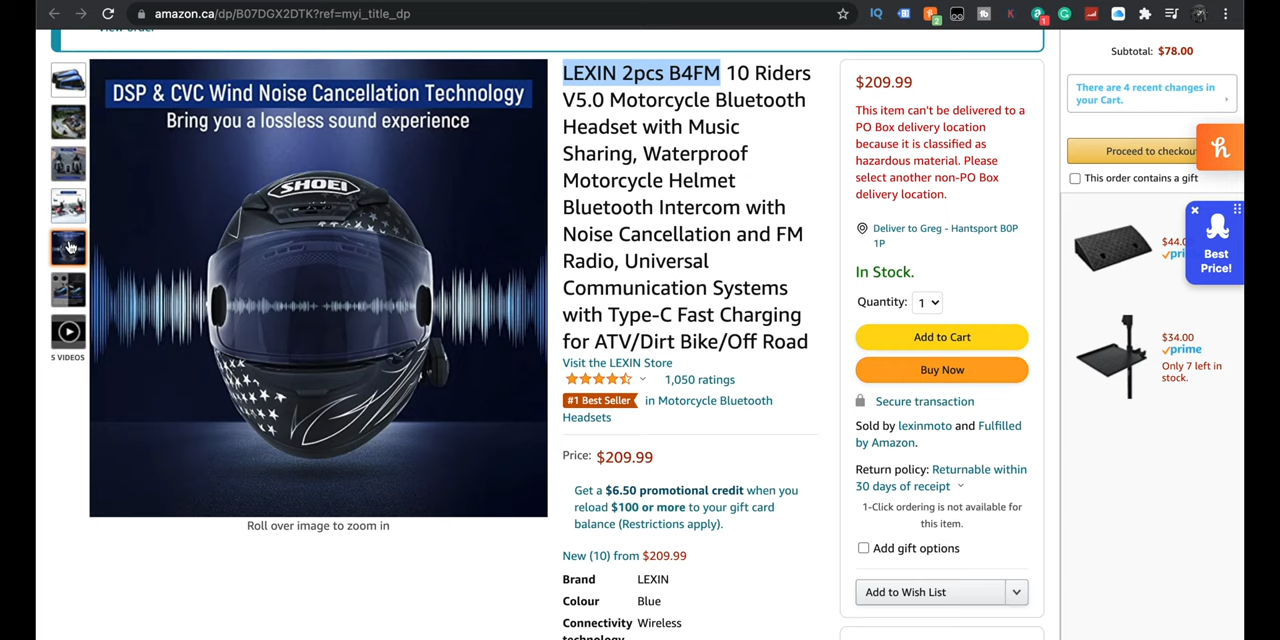 amazon.ca/dp/B07DGX2DTK?ref=myi_title_dp
View order
Subtotal: $78.00
There are 4 recent changes in
your Cart.
Proceed to checkout
This order contains a gift
DSP & CVC Wind Noise Cancellation Technology
Bring you a lossless sound experience
SHOEI
5 VIDEOS
Roll over image to zoom in
LEXIN 2pcs B4FM 10 Riders
V5.0 Motorcycle Bluetooth
Headset with Music
Sharing, Waterproof
Motorcycle Helmet
Bluetooth Intercom with
Noise Cancellation and FM
Radio, Universal
Communication Systems
with Type-C Fast Charging
for ATV/Dirt Bike/Off Road
Visit the LEXIN Store
1,050 ratings
#1 Best Seller in Motorcycle Bluetooth
Headsets
Price: $209.99
Get a $6.50 promotional credit when you
reload $100 or more to your gift card
balance (Restrictions apply).
New (10) from $209.99
Brand LEXIN
Colour Blue
Connectivity Wireless
technology
$209.99
This item can't be delivered to a
PO Box delivery location
because it is classified as
hazardous material. Please
select another non-PO Box
delivery location.
Deliver to Greg - Hantsport B0P
1P
In Stock.
Quantity: 1
Add to Cart
Buy Now
Secure transaction
Sold by lexinmoto and Fulfilled
by Amazon.
Return policy: Returnable within
30 days of receipt
1-Click ordering is not available for
this item.
Add gift options
Add to Wish List
$44.0
pri
Best
Price!
$34.00
prime
Only 7 left in
stock.